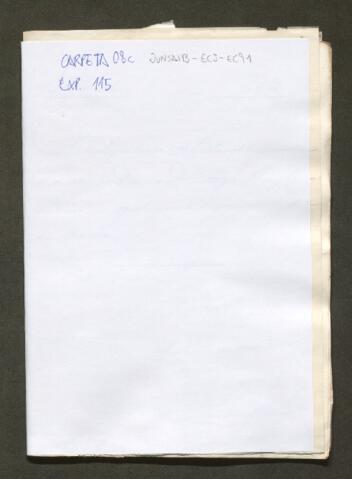 CARPETA 08c JUNSAIB-ECJ-EC91
EXP. 115